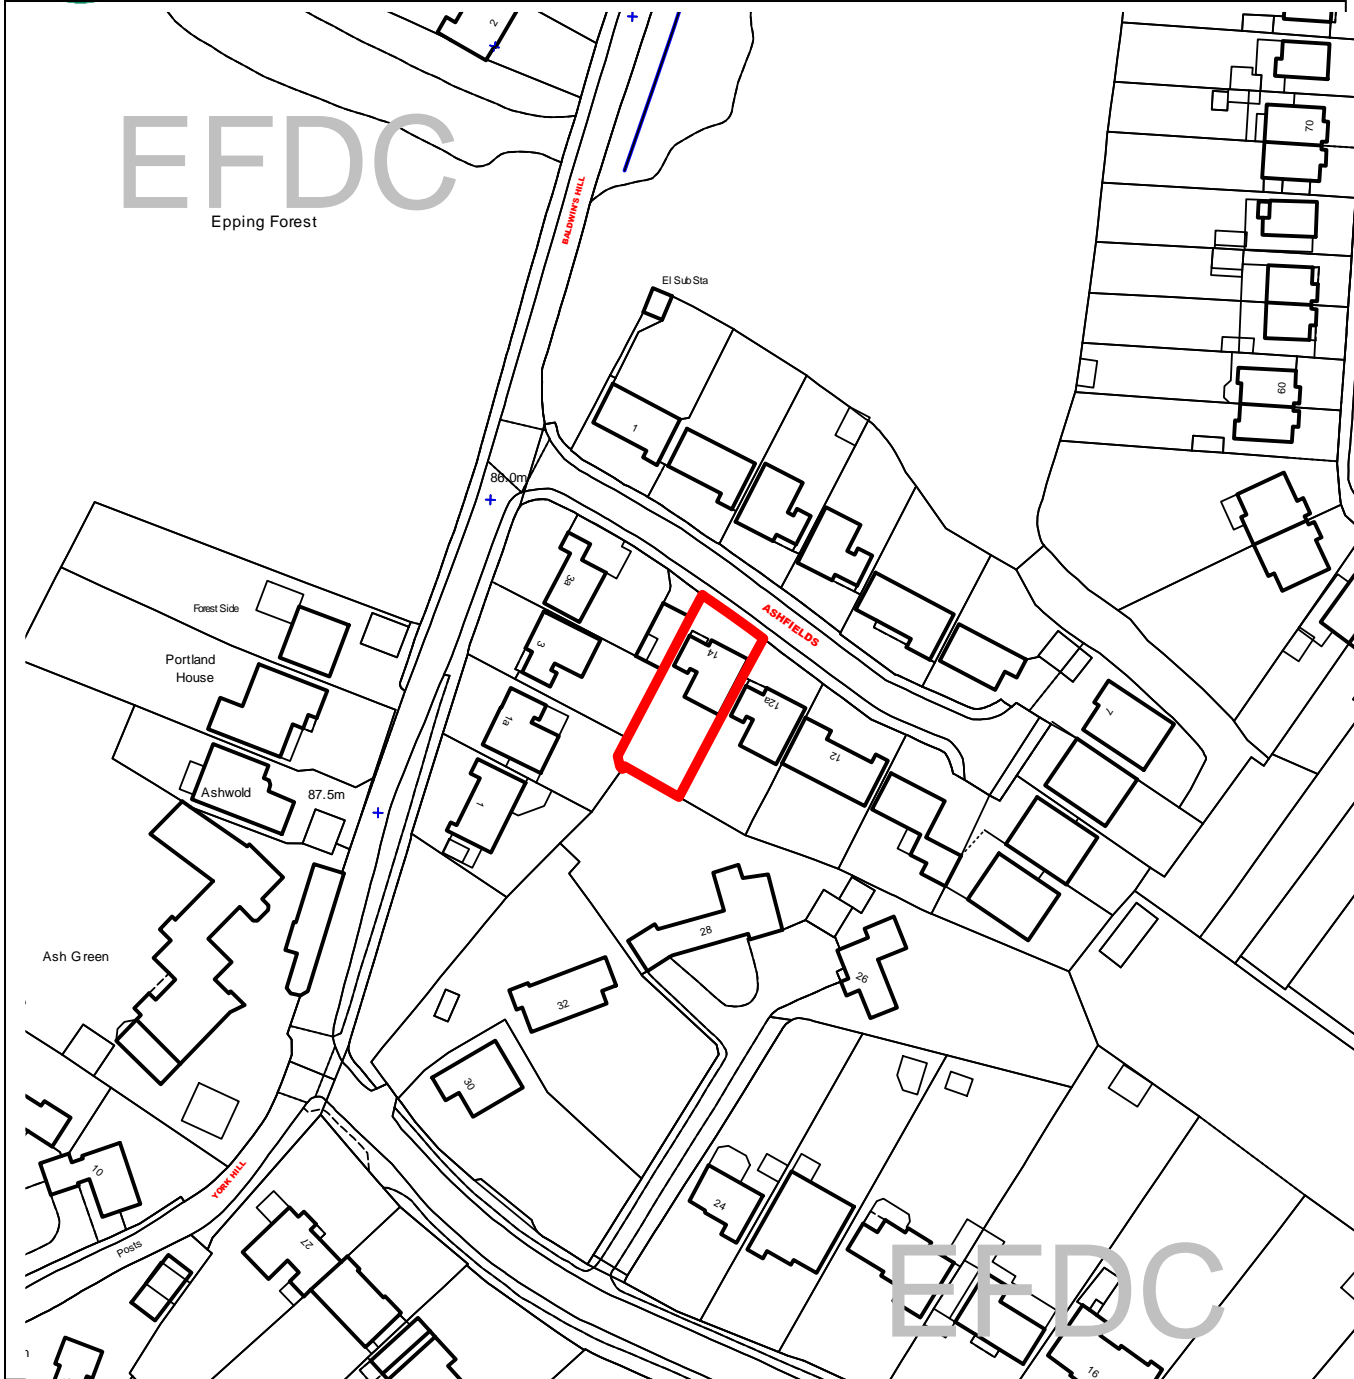 2
EFDC
Epping Forest
BALDWIN'S HILL
70
El Sub Sta
60
1
86.0m
3a
ASHFIELDS
Forest Side
Portland
House
3
14
12a
7
1a
12
Ashwold
87.5m
1
28
Ash Green
26
32
30
10
YORK HILL
24
Posts
27
EFDC
16